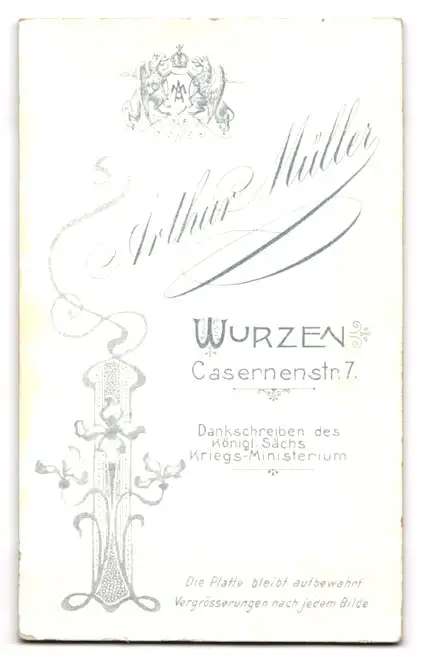 Arthur Müller
WURZEN
Casernenstr. 7.
Dankschreiben des
Königl. Sächs
Kriegs-Ministerium
Die Platte bleibt aufbewahrt
Vergrösserungen nach jedem Bilde